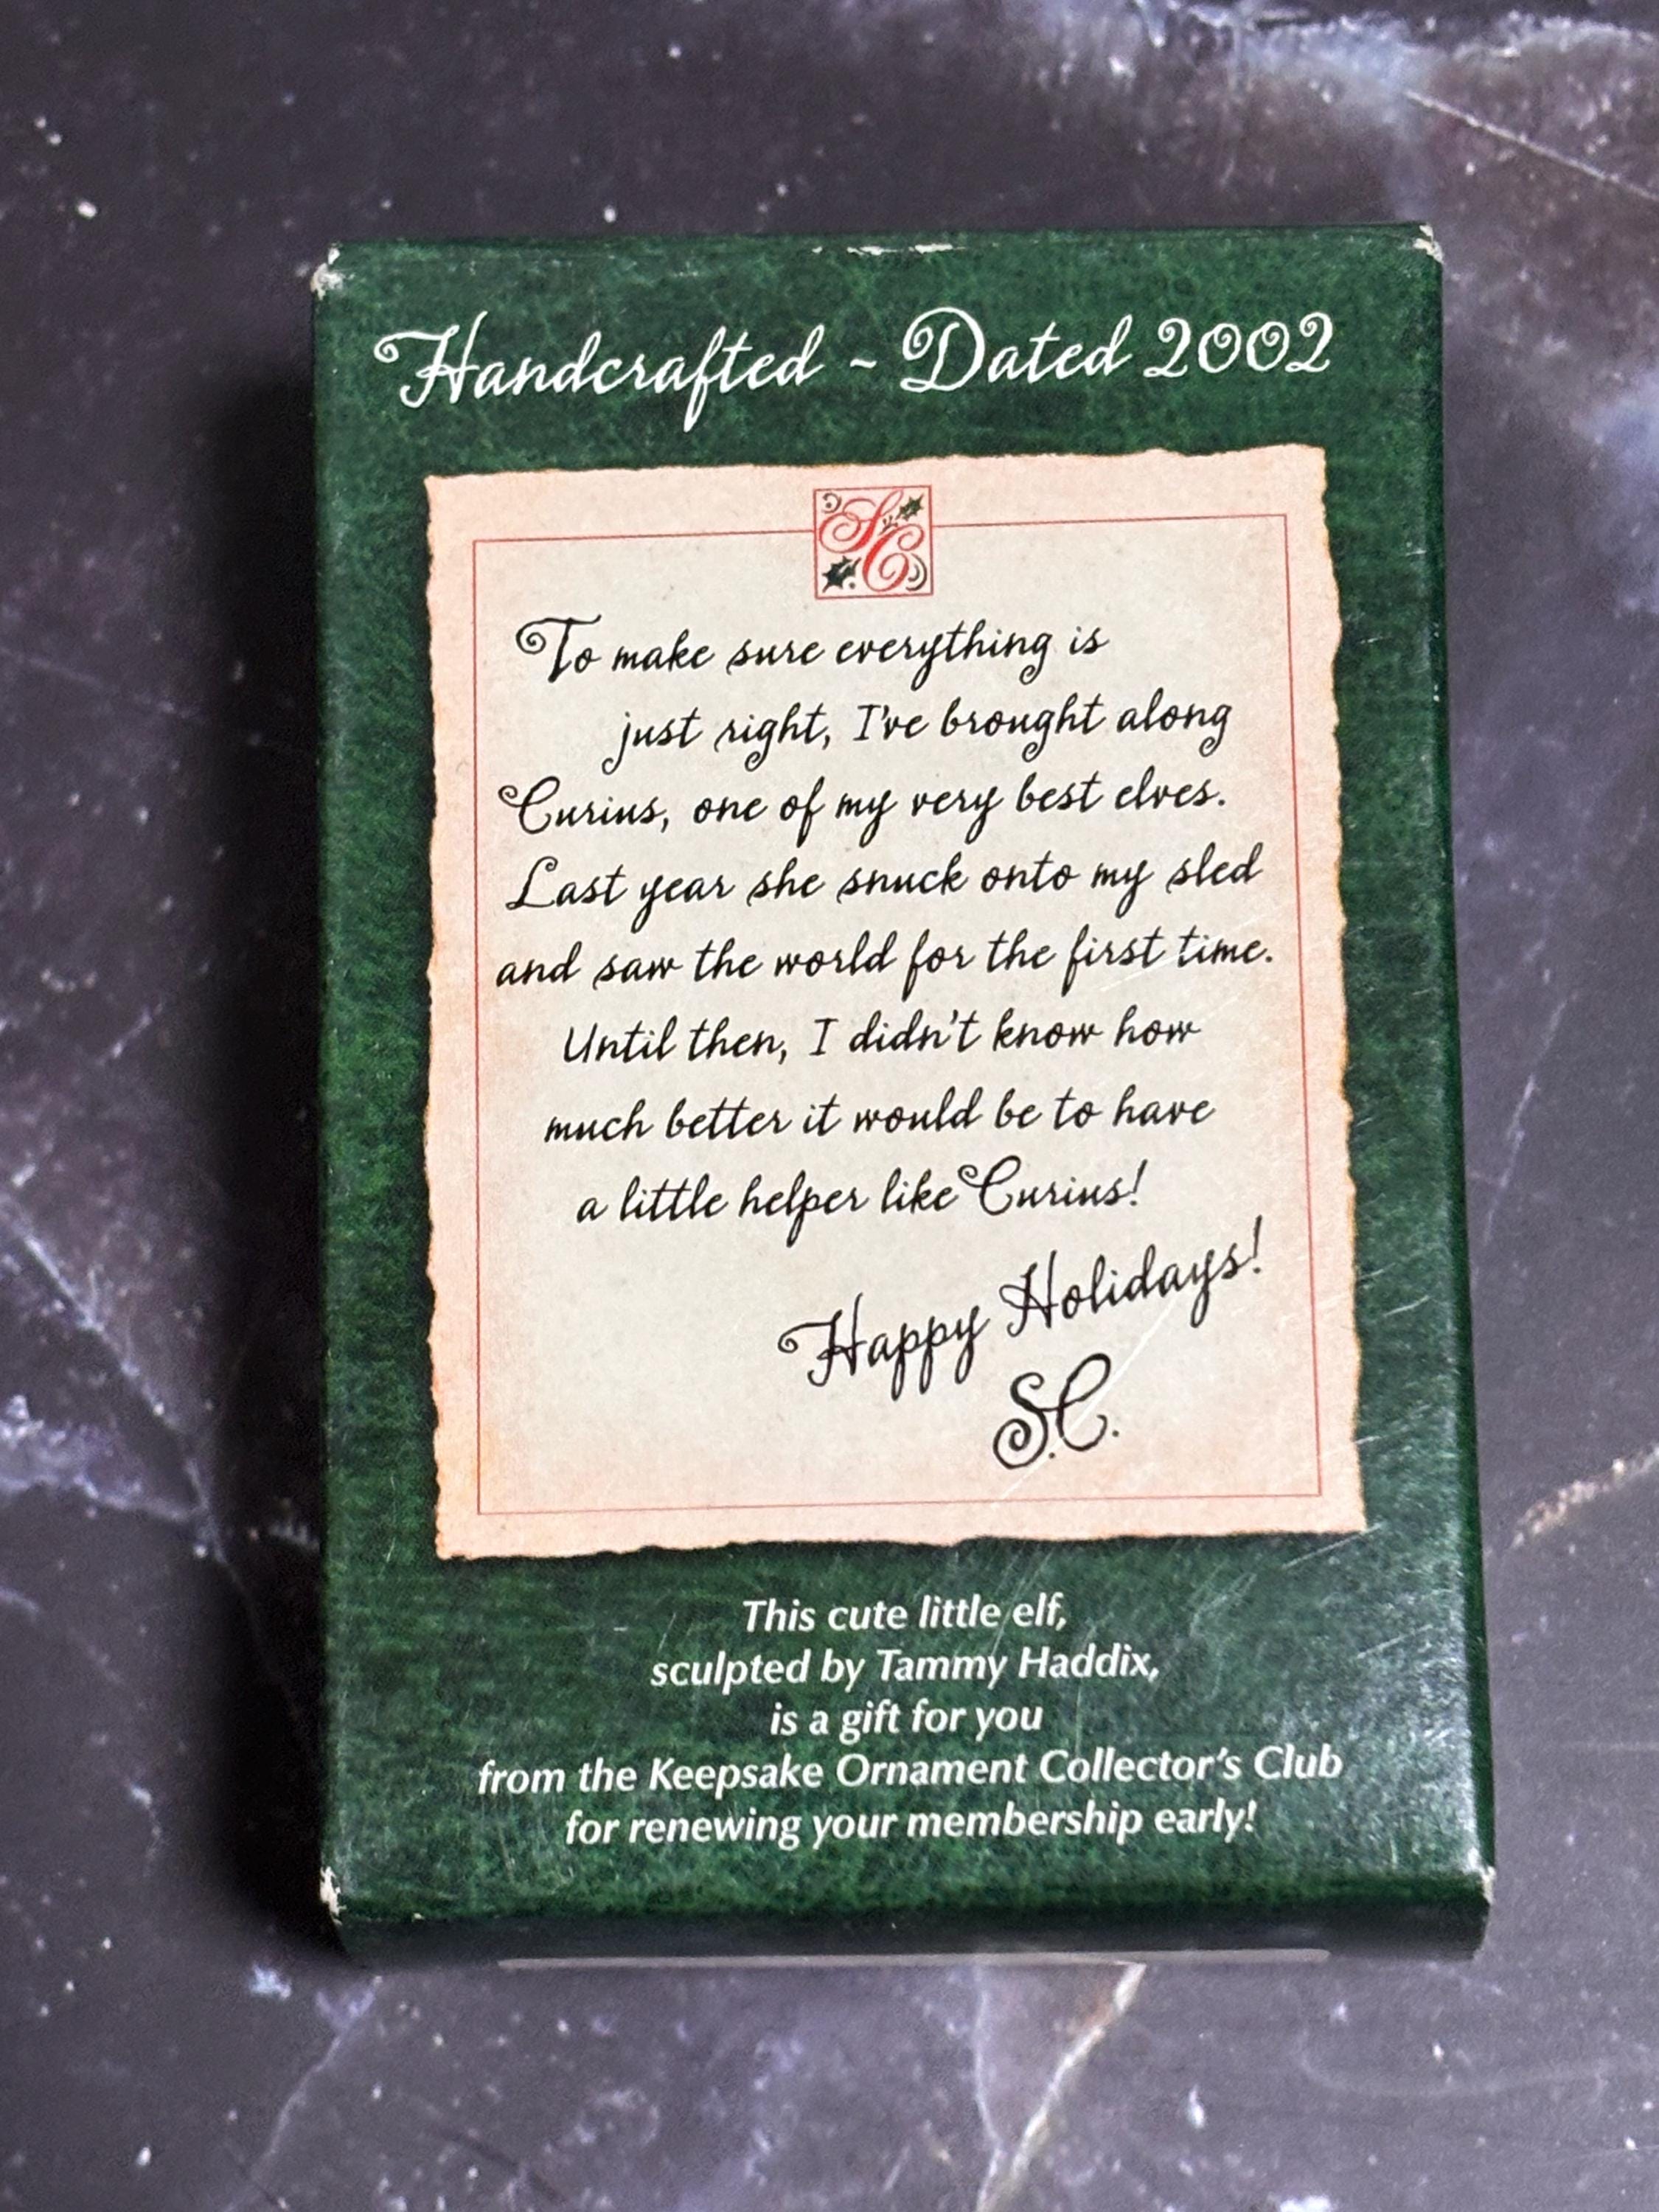 Handcrafted ~ Dated 2002
SC
To make sure everything is
just right, I've brought along
Curius, one of my very best elves.
Last year she snuck onto my sled
and saw the world for the first time.
Until then, I didn't know how
much better it would be to have
a little helper like Curius!
Happy Holidays!
S.C.
This cute little elf,
sculpted by Tammy Haddix,
is a gift for you
from the Keepsake Ornament Collector's Club
for renewing your membership early!